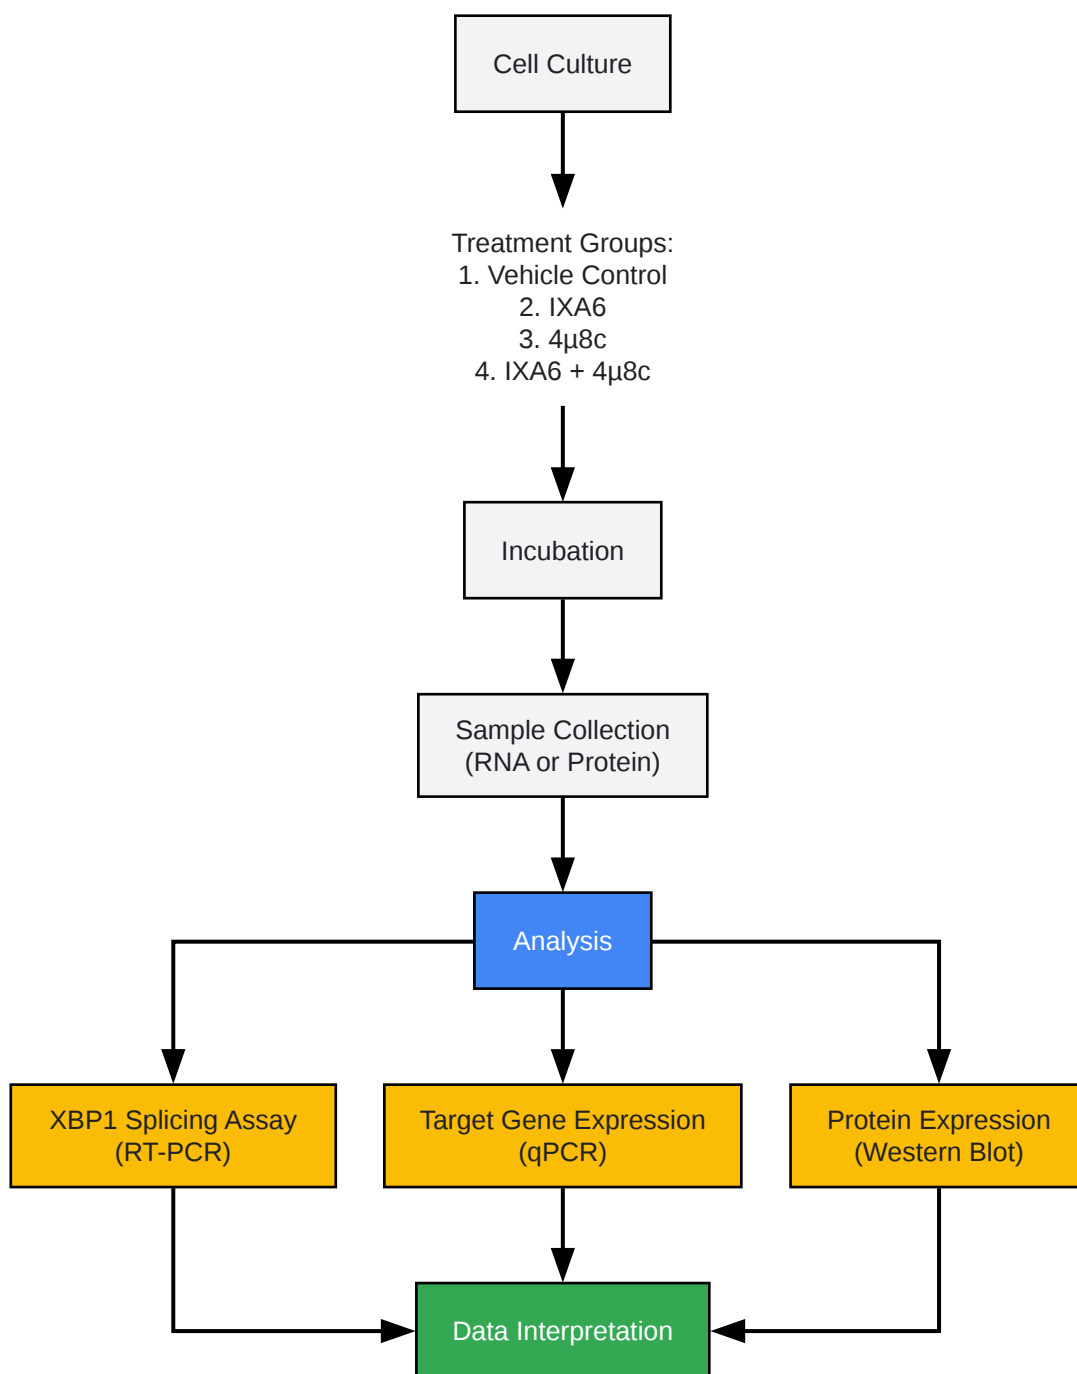 Cell Culture
Treatment Groups:
1. Vehicle Control
2. IXA6
3. 4µ8c
4. IXA6 + 4µ8c
Incubation
Sample Collection
(RNA or Protein)
Analysis
XBP1 Splicing Assay
(RT-PCR)
Target Gene Expression
(qPCR)
Protein Expression
(Western Blot)
Data Interpretation